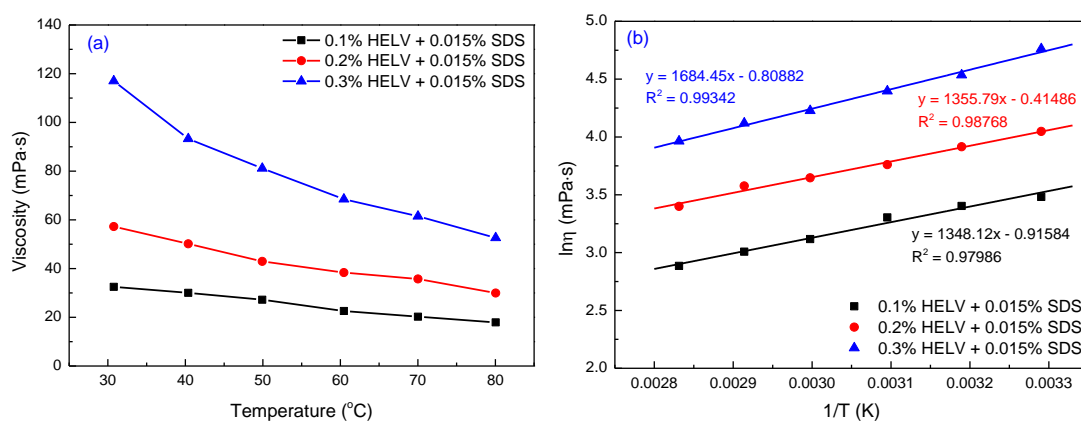 (a)
0.1% HELV + 0.015% SDS
0.2% HELV + 0.015% SDS
0.3% HELV + 0.015% SDS
140
120
100
80
60
40
20
0
Viscosity (mPa·s)
30 40 50 60 70 80
Temperature (°C)
(b)
y = 1684.45x - 0.80882
R² = 0.99342
y = 1355.79x - 0.41486
R² = 0.98768
y = 1348.12x - 0.91584
R² = 0.97986
0.1% HELV + 0.015% SDS
0.2% HELV + 0.015% SDS
0.3% HELV + 0.015% SDS
5.0
4.5
4.0
3.5
3.0
2.5
2.0
lnη (mPa·s)
0.0028 0.0029 0.0030 0.0031 0.0032 0.0033
1/T (K)